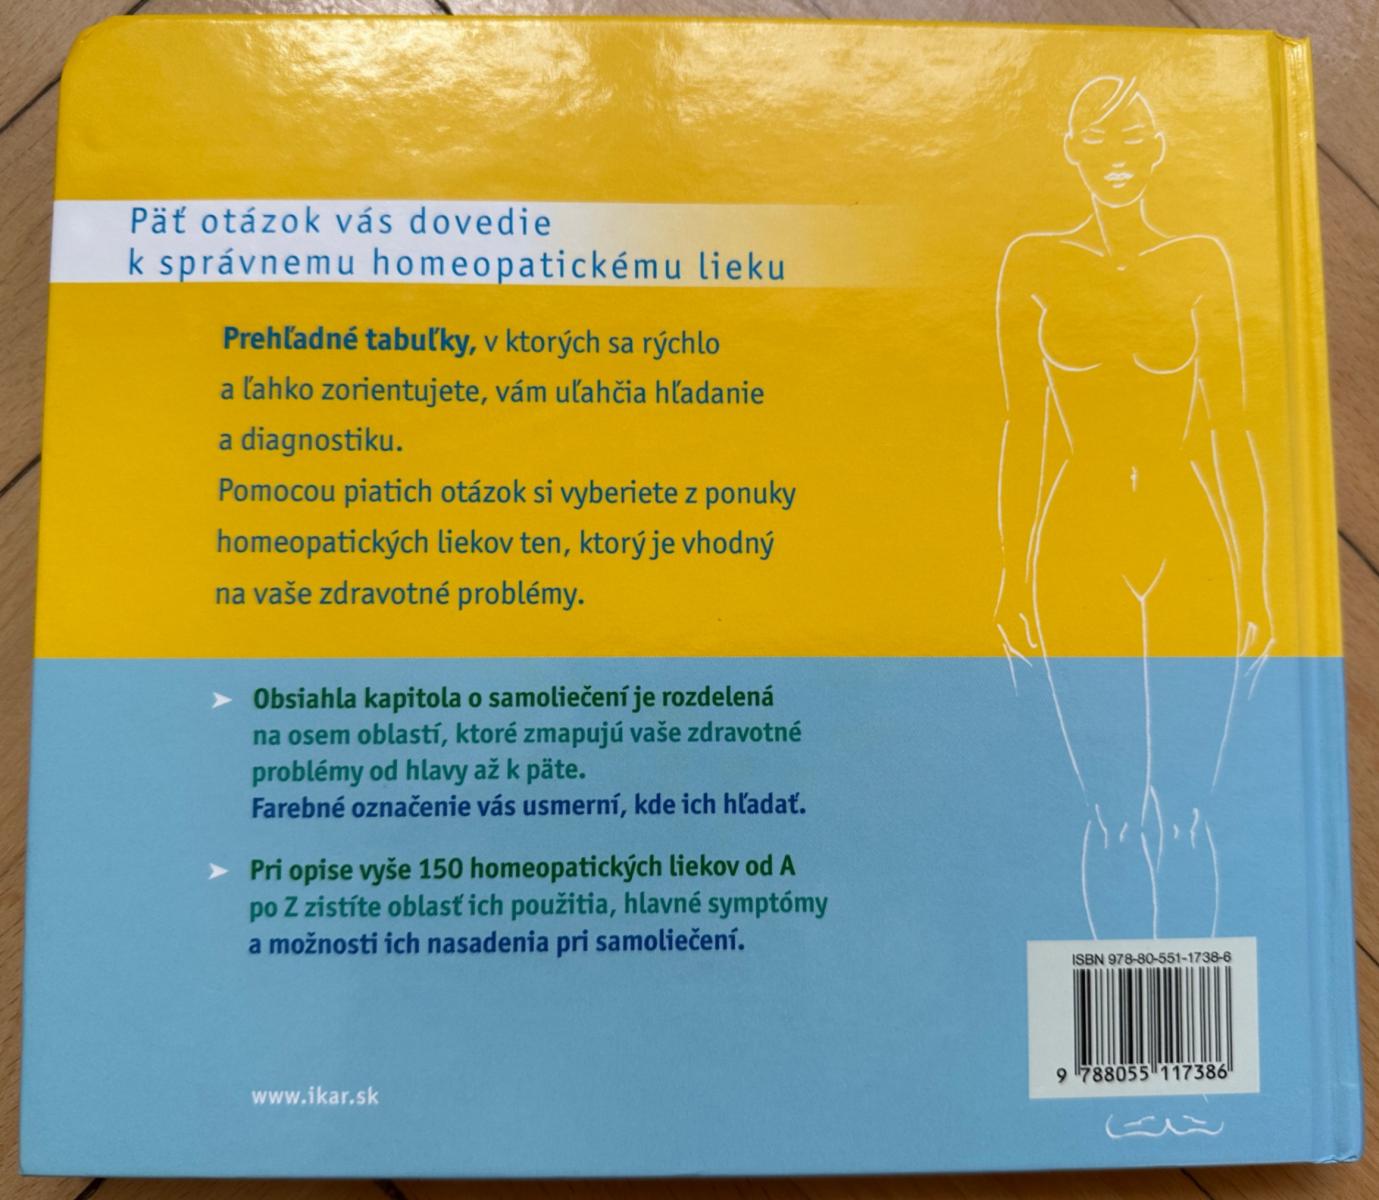 Päť otázok vás dovedie
k správnemu homeopatickému lieku
Prehľadné tabuľky, v ktorých sa rýchlo
a ľahko zorientujete, vám uľahčia hľadanie
a diagnostiku.
Pomocou piatich otázok si vyberiete z ponuky
homeopatických liekov ten, ktorý je vhodný
na vaše zdravotné problémy.
➤ Obsiahla kapitola o samoliečení je rozdelená
na osem oblastí, ktoré zmapujú vaše zdravotné
problémy od hlavy až k päte.
Farebné označenie vás usmerní, kde ich hľadať.
➤ Pri opise vyše 150 homeopatických liekov od A
po Z zistíte oblasť ich použitia, hlavné symptómy
a možnosti ich nasadenia pri samoliečení.
ISBN 978-80-551-1738-6
9 788055 117386
www.ikar.sk